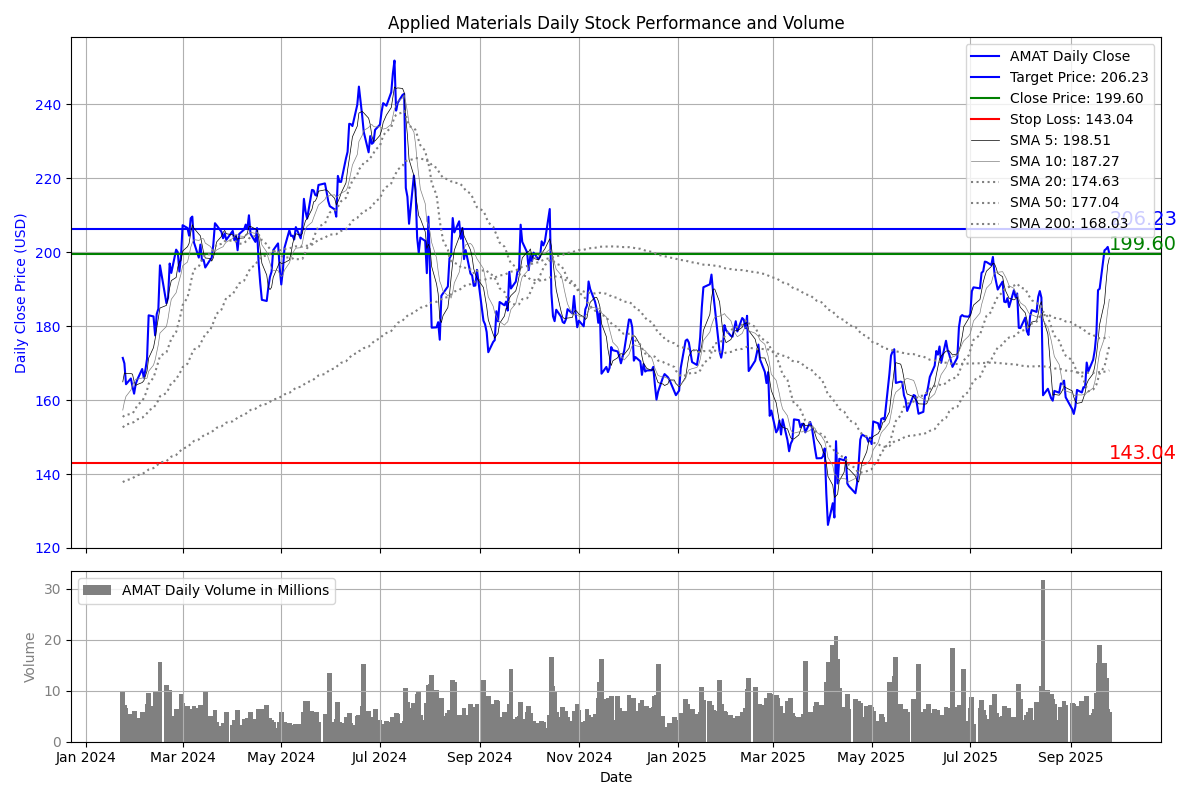 Applied Materials Daily Stock Performance and Volume
Daily Close Price (USD)
240
220
200
180
160
140
120
AMAT Daily Close
Target Price: 206.23
Close Price: 199.60
Stop Loss: 143.04
SMA 5: 198.51
SMA 10: 187.27
SMA 20: 174.63
SMA 50: 177.04
SMA 200: 168.03
206.23
199.60
143.04
Volume
30
20
10
0
AMAT Daily Volume in Millions
Jan 2024 Mar 2024 May 2024 Jul 2024 Sep 2024 Nov 2024 Jan 2025 Mar 2025 May 2025 Jul 2025 Sep 2025
Date